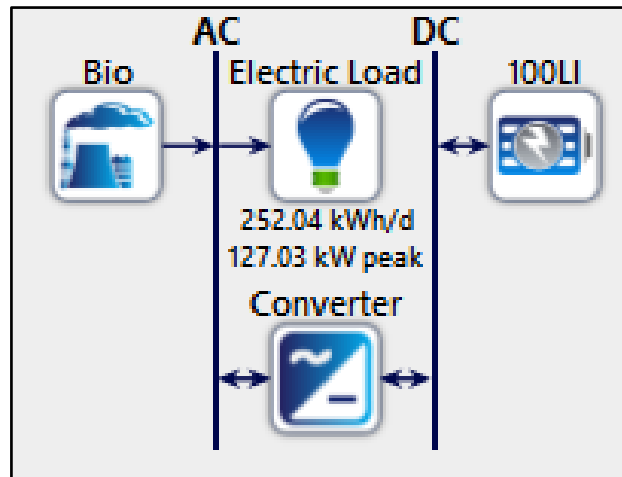 AC DC
Bio Electric Load 100LI
252.04 kWh/d
127.03 kW peak
Converter